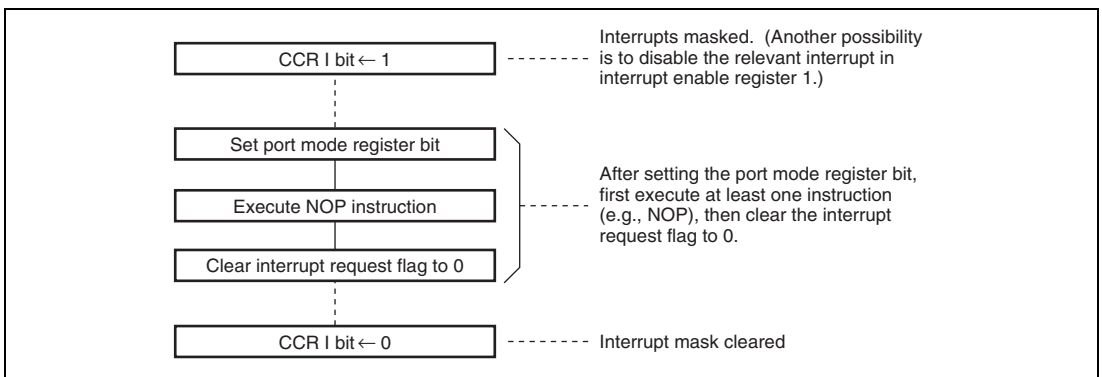 CCR I bit ← 1
Interrupts masked. (Another possibility
is to disable the relevant interrupt in
interrupt enable register 1.)
Set port mode register bit
Execute NOP instruction
Clear interrupt request flag to 0
After setting the port mode register bit,
first execute at least one instruction
(e.g., NOP), then clear the interrupt
request flag to 0.
CCR I bit ← 0
Interrupt mask cleared